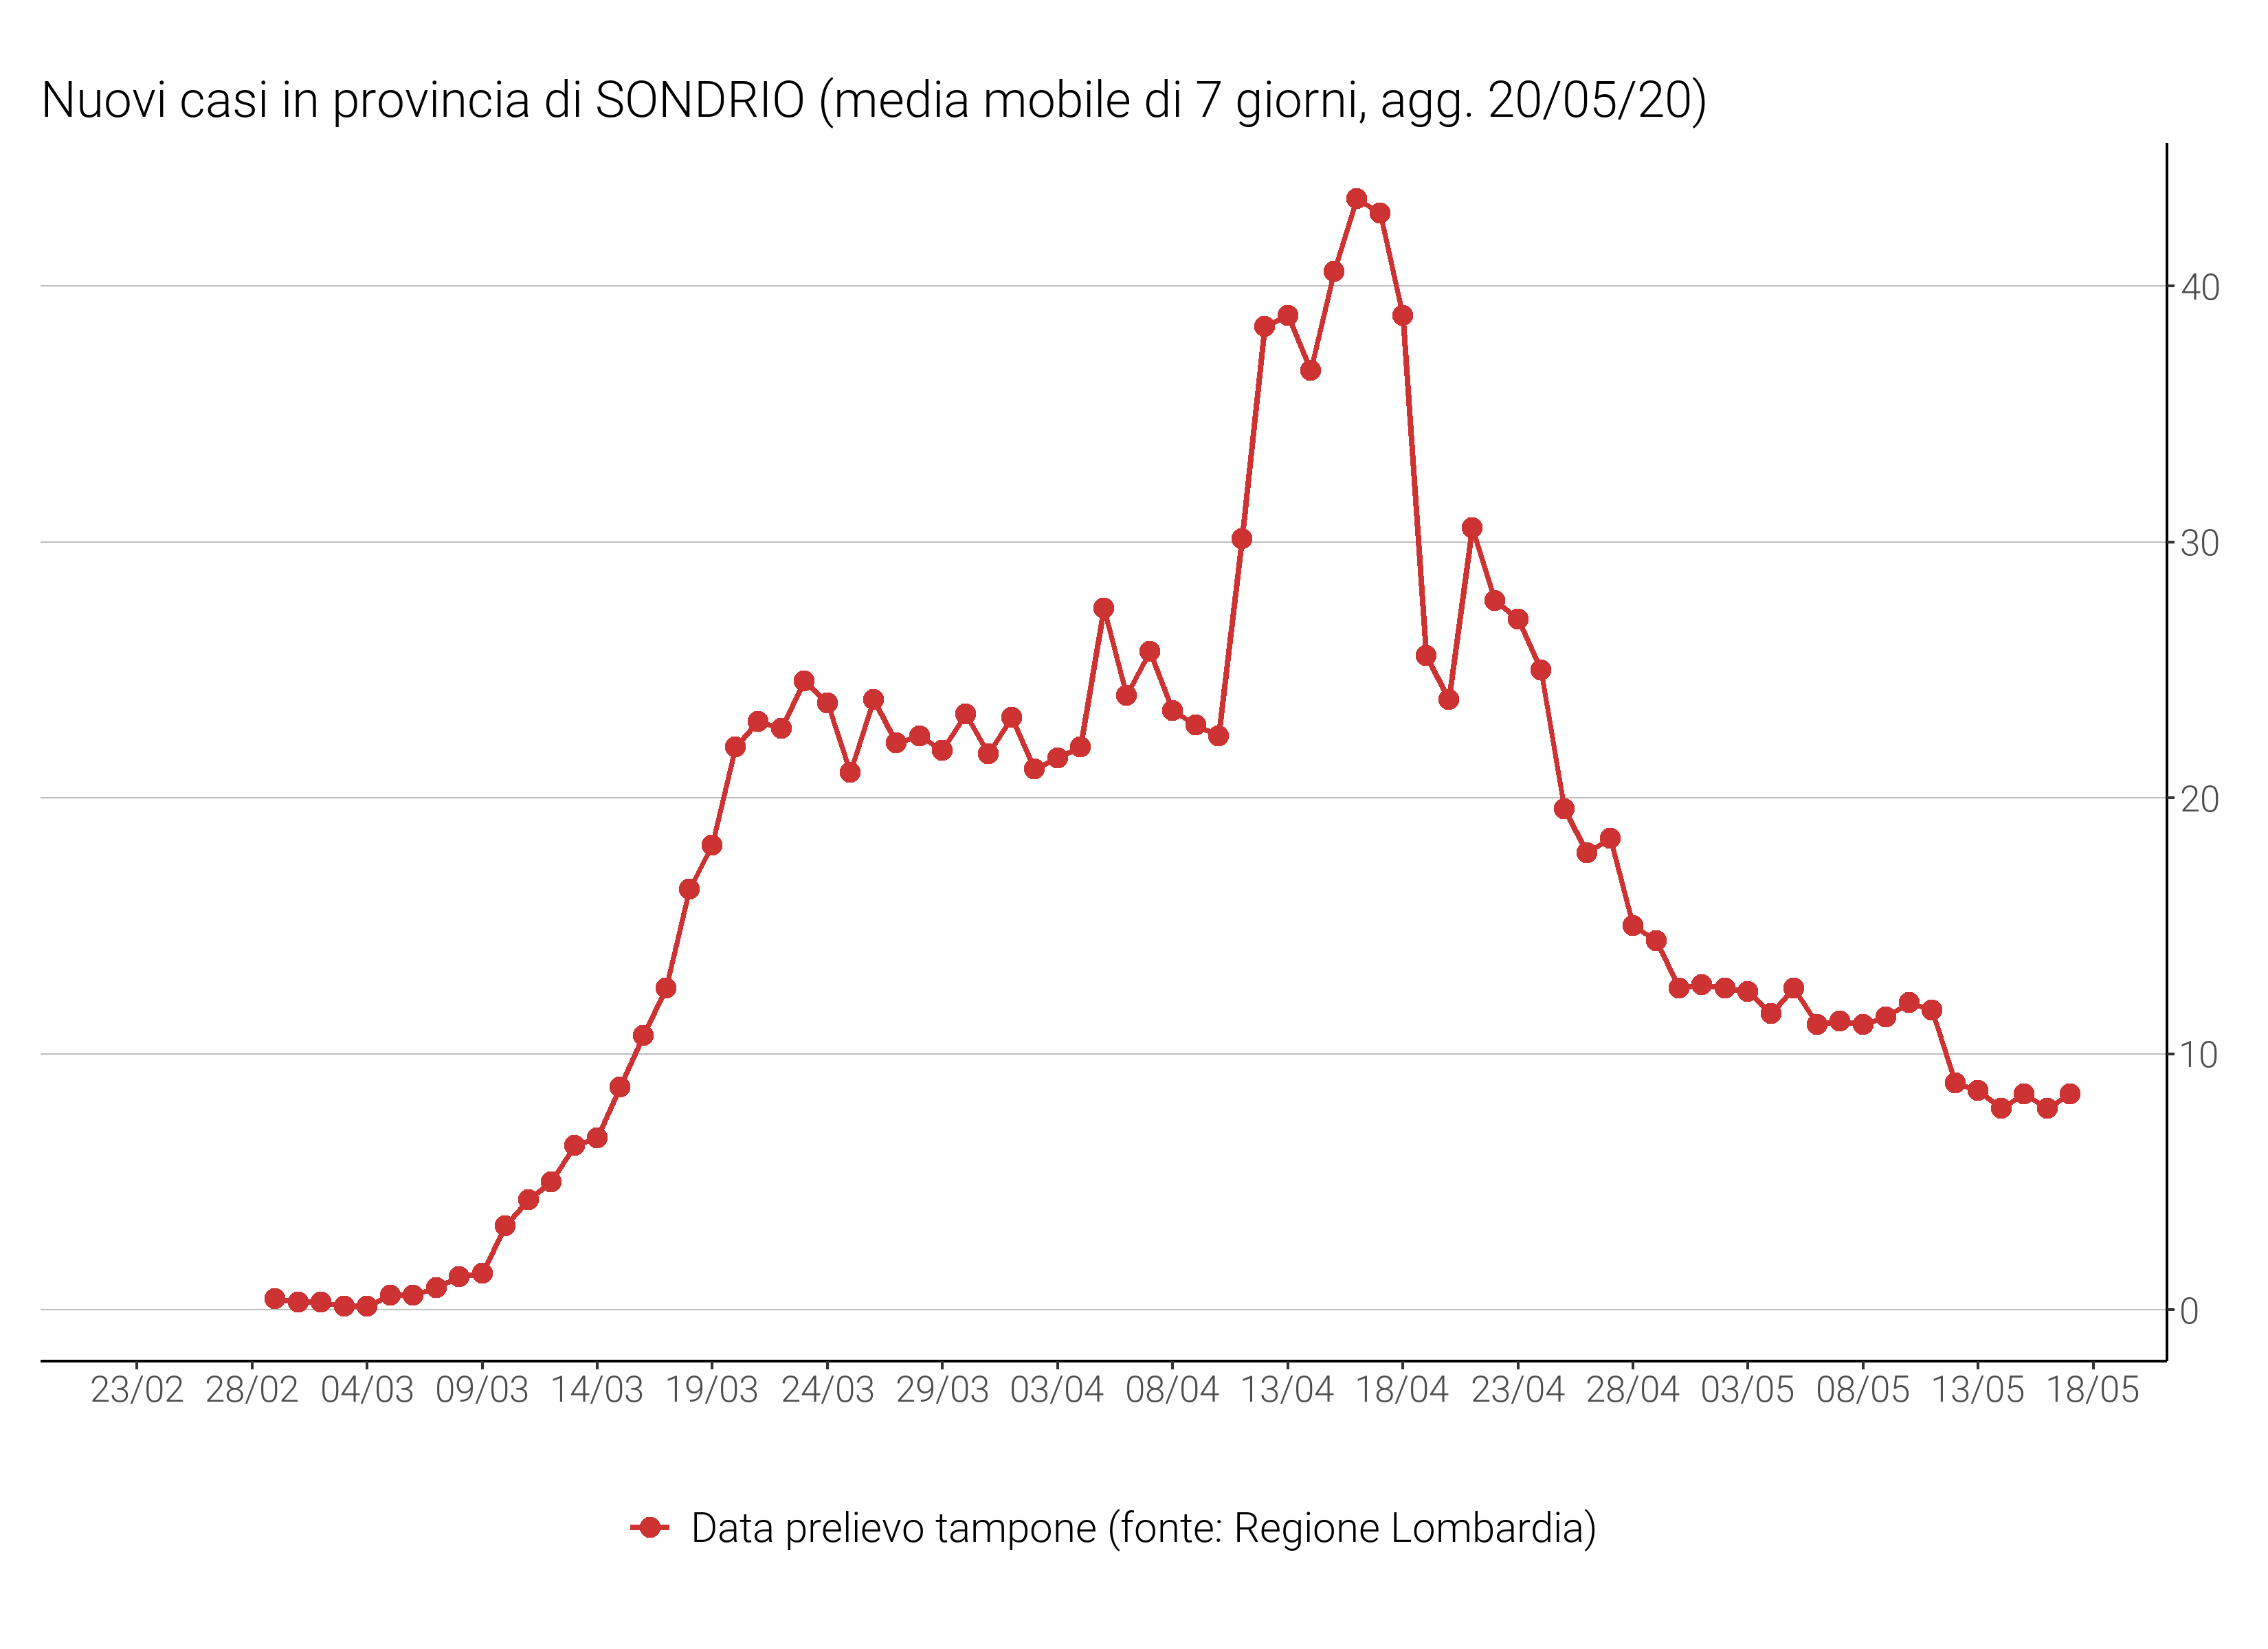 Nuovi casi in provincia di SONDRIO (media mobile di 7 giorni, agg. 20/05/20)
40
30
20
10
0
23/02 28/02 04/03 09/03 14/03 19/03 24/03 29/03 03/04 08/04 13/04 18/04 23/04 28/04 03/05 08/05 13/05 18/05
Data prelievo tampone (fonte: Regione Lombardia)